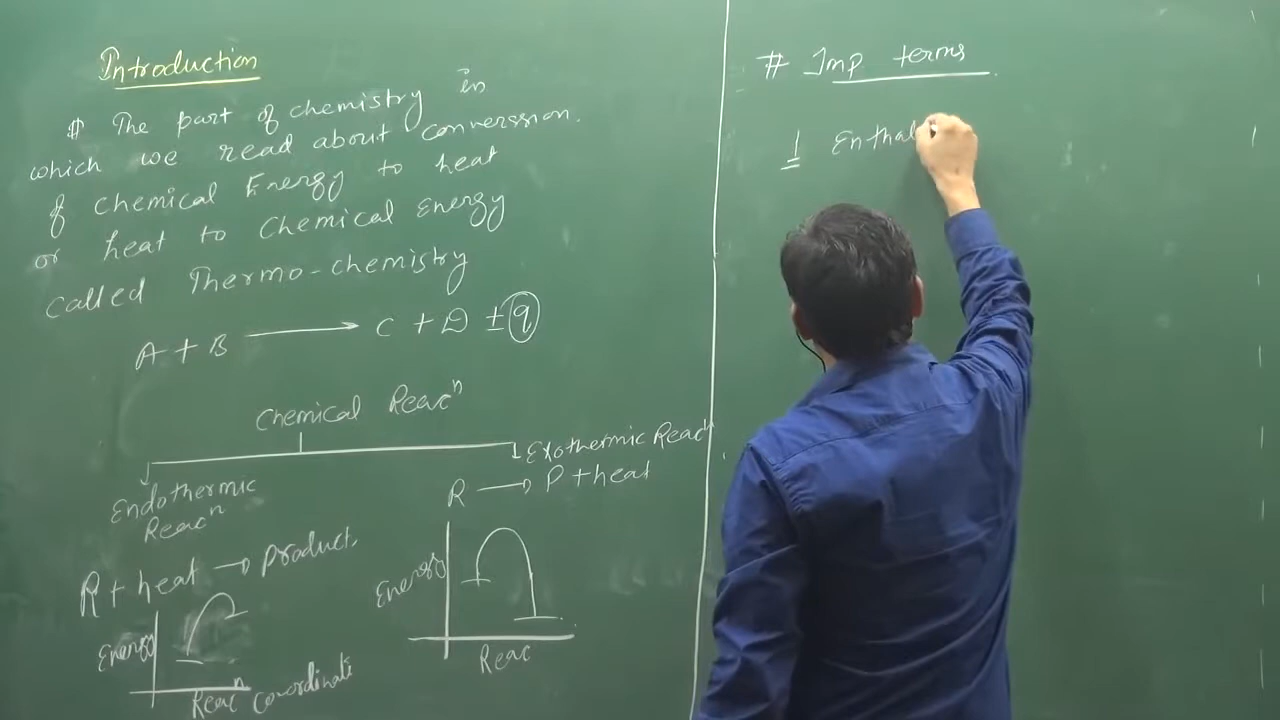 Introduction
# The part of chemistry in
which we read about converssion.
of chemical Energy to heat
or heat to chemical energy
called Thermo-chemistry
A + B → C + D ± q
Chemical Reacⁿ
Endothermic
Reacⁿ
R + heat → product.
Energy
Reacⁿ coordinate
Exothermic Reacⁿ
R → P + heat
Energy
Reac
# Imp terms
1 Enthal